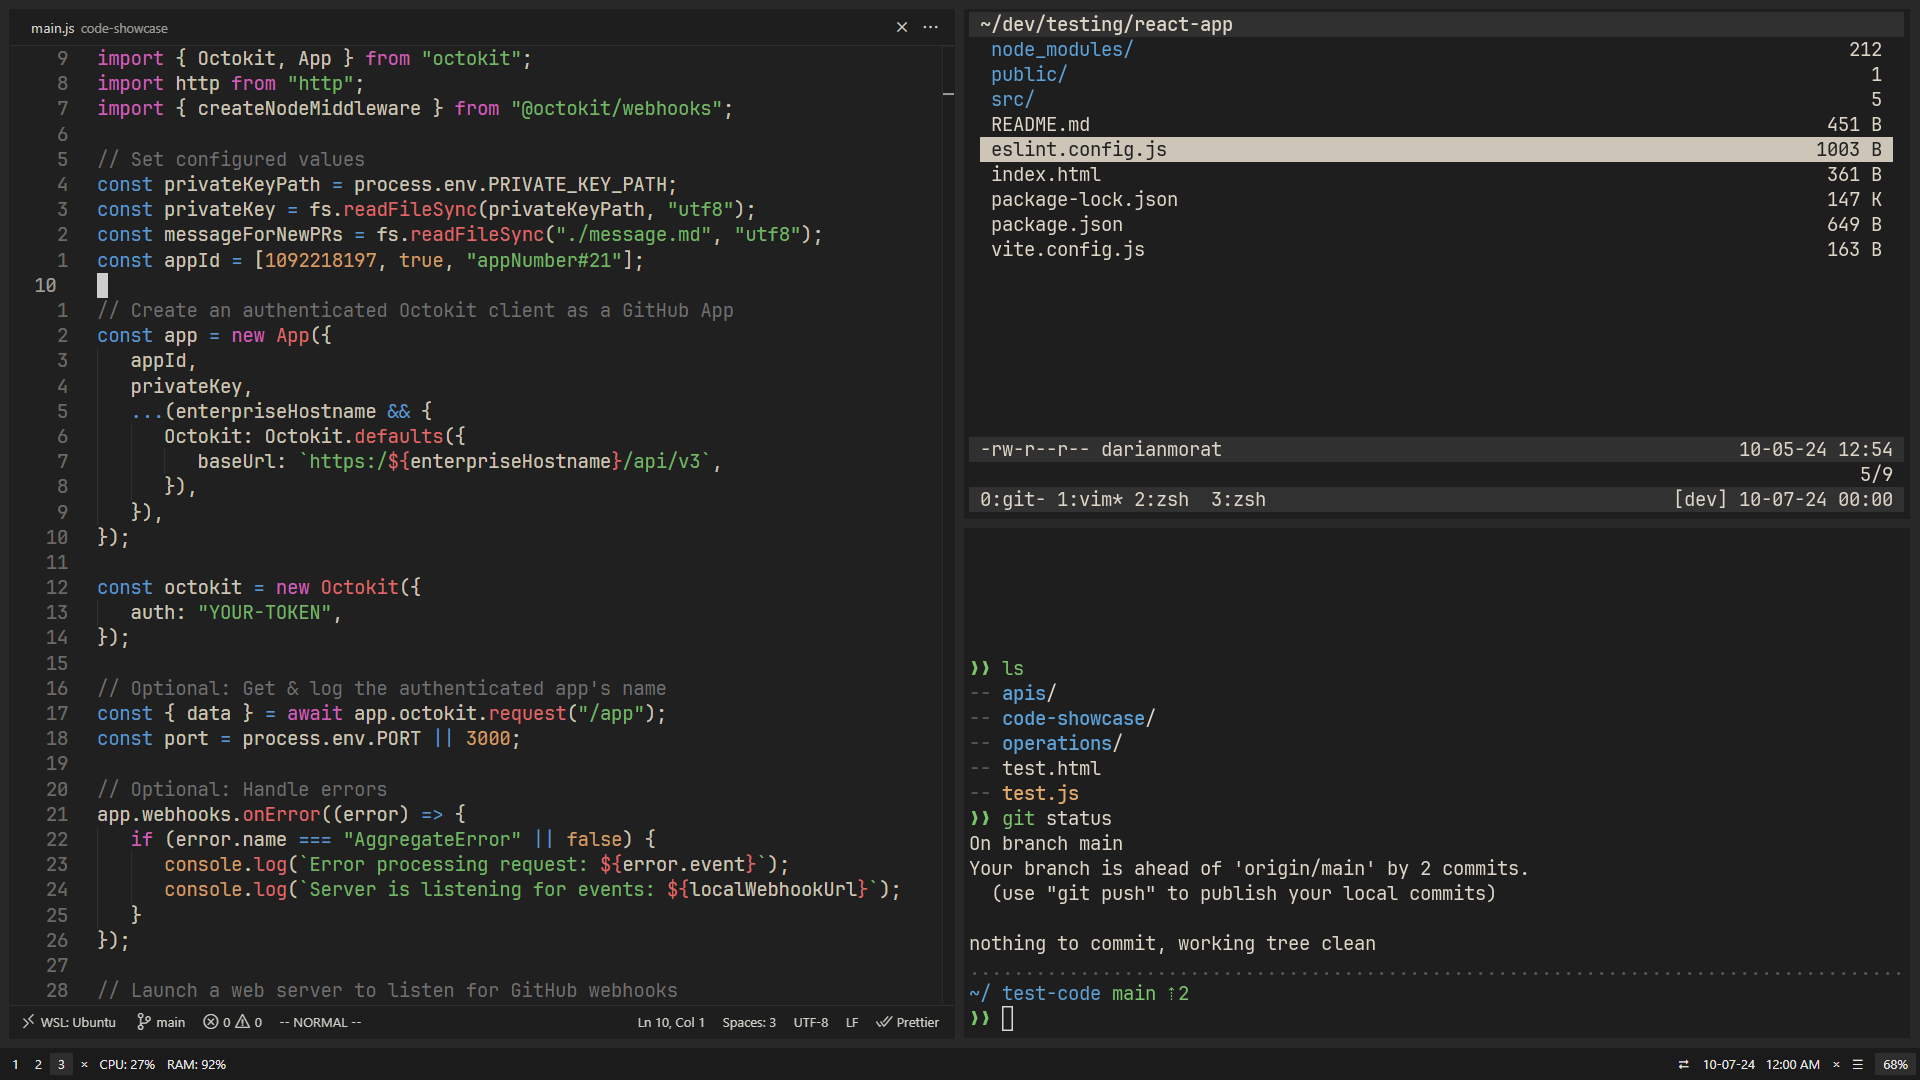 main.js code-showcase
9 import { Octokit, App } from "octokit";
8 import http from "http";
7 import { createNodeMiddleware } from "@octokit/webhooks";
6
5 // Set configured values
4 const privateKeyPath = process.env.PRIVATE_KEY_PATH;
3 const privateKey = fs.readFileSync(privateKeyPath, "utf8");
2 const messageForNewPRs = fs.readFileSync("./message.md", "utf8");
1 const appId = [1092218197, true, "appNumber#21"];
10
1 // Create an authenticated Octokit client as a GitHub App
2 const app = new App({
3 appId,
4 privateKey,
5 ...(enterpriseHostname && {
6 Octokit: Octokit.defaults({
7 baseUrl: `https:/${enterpriseHostname}/api/v3`,
8 }),
9 }),
10 });
11
12 const octokit = new Octokit({
13 auth: "YOUR-TOKEN",
14 });
15
16 // Optional: Get & log the authenticated app's name
17 const { data } = await app.octokit.request("/app");
18 const port = process.env.PORT || 3000;
19
20 // Optional: Handle errors
21 app.webhooks.onError((error) => {
22 if (error.name === "AggregateError" || false) {
23 console.log(`Error processing request: ${error.event}`);
24 console.log(`Server is listening for events: ${localWebhookUrl}`);
25 }
26 });
27
28 // Launch a web server to listen for GitHub webhooks
WSL: Ubuntu main 0 0 -- NORMAL -- Ln 10, Col 1 Spaces: 3 UTF-8 LF Prettier
~/dev/testing/react-app
node_modules/ 212
public/ 1
src/ 5
README.md 451 B
eslint.config.js 1003 B
index.html 361 B
package-lock.json 147 K
package.json 649 B
vite.config.js 163 B
-rw-r--r-- darianmorat 10-05-24 12:54
5/9
0:git- 1:vim* 2:zsh 3:zsh [dev] 10-07-24 00:00
❯❯ ls
-- apis/
-- code-showcase/
-- operations/
-- test.html
-- test.js
❯❯ git status
On branch main
Your branch is ahead of 'origin/main' by 2 commits.
(use "git push" to publish your local commits)
nothing to commit, working tree clean
~/ test-code main ⇡2
❯❯
1 2 3 × CPU: 27% RAM: 92% ⇄ 10-07-24 12:00 AM × ☰ 68%